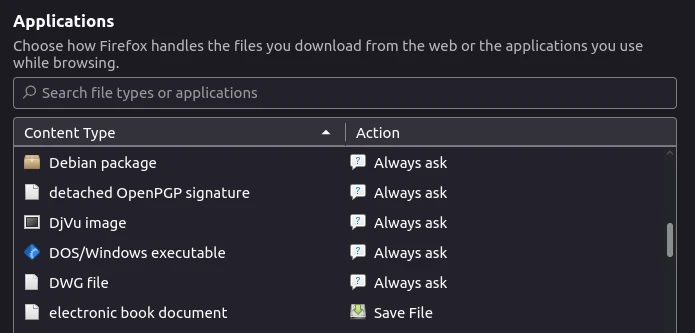 Applications
Choose how Firefox handles the files you download from the web or the applications you use
while browsing.
Search file types or applications
Content Type Action
Debian package Always ask
detached OpenPGP signature Always ask
DjVu image Always ask
DOS/Windows executable Always ask
DWG file Always ask
electronic book document Save File